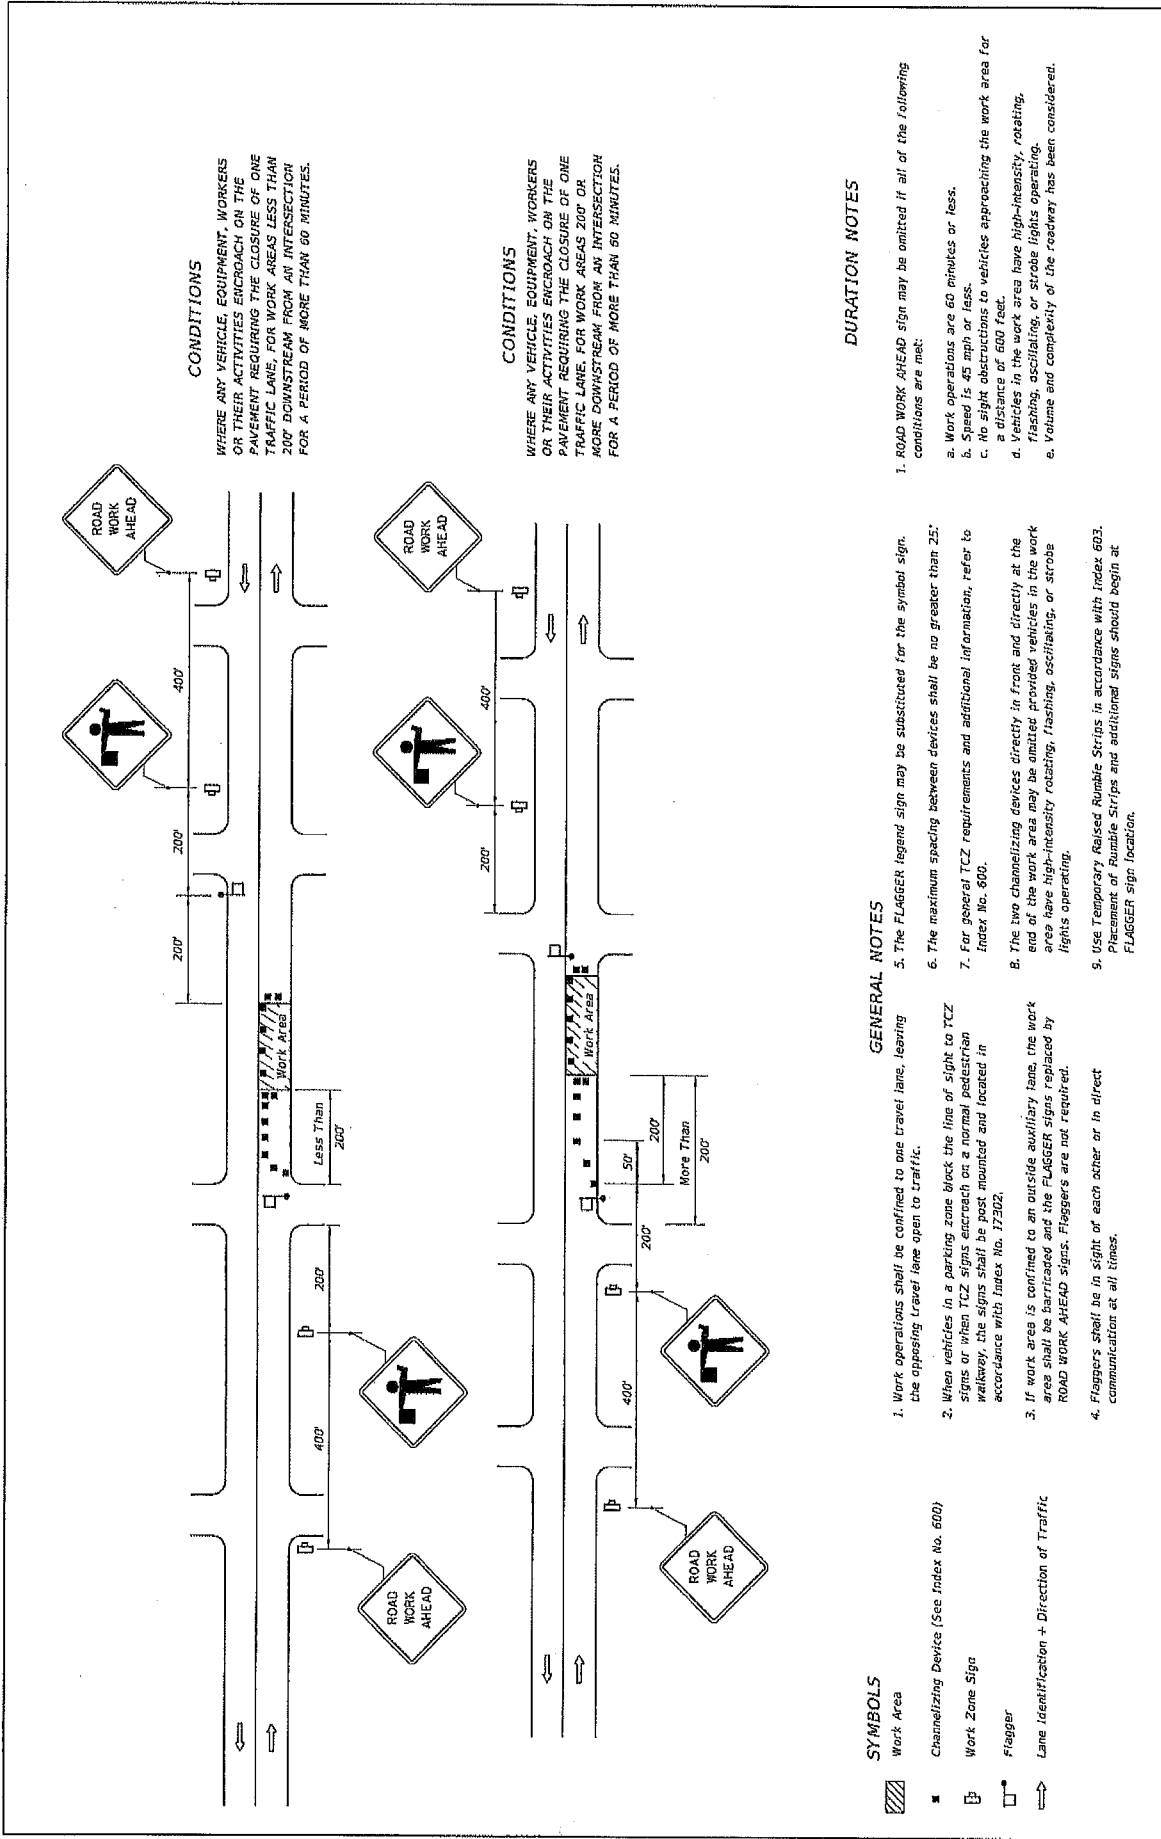 ROAD
WORK
AHEAD
400'
200'
200'
CONDITIONS
WHERE ANY VEHICLE, EQUIPMENT, WORKERS
OR THEIR ACTIVITIES ENCROACH ON THE
PAVEMENT REQUIRING THE CLOSURE OF ONE
TRAFFIC LANE, FOR WORK AREAS LESS THAN
200' DOWNSTREAM FROM AN INTERSECTION
FOR A PERIOD OF MORE THAN 60 MINUTES.
Work Area
Less Than
200'
200'
400'
ROAD
WORK
AHEAD
ROAD
WORK
AHEAD
400'
200'
CONDITIONS
WHERE ANY VEHICLE, EQUIPMENT, WORKERS
OR THEIR ACTIVITIES ENCROACH ON THE
PAVEMENT REQUIRING THE CLOSURE OF ONE
TRAFFIC LANE, FOR WORK AREAS 200' OR
MORE DOWNSTREAM FROM AN INTERSECTION
FOR A PERIOD OF MORE THAN 60 MINUTES.
Work Area
50'
200'
More Than
200'
200'
400'
ROAD
WORK
AHEAD
SYMBOLS
Work Area
Channelizing Device (See Index No. 600)
Work Zone Sign
Flagger
Lane Identification + Direction of Traffic
GENERAL NOTES
1. Work operations shall be confined to one travel lane, leaving
the opposing travel lane open to traffic.
2. When vehicles in a parking zone block the line of sight to TCZ
signs or when TCZ signs encroach on a normal pedestrian
walkway, the signs shall be post mounted and located in
accordance with Index No. 17302.
3. If work area is confined to an outside auxiliary lane, the work
area shall be barricaded and the FLAGGER signs replaced by
ROAD WORK AHEAD signs. Flaggers are not required.
4. Flaggers shall be in sight of each other or in direct
communication at all times.
5. The FLAGGER legend sign may be substituted for the symbol sign.
6. The maximum spacing between devices shall be no greater than 25'.
7. For general TCZ requirements and additional information, refer to
Index No. 600.
8. The two channelizing devices directly in front and directly at the
end of the work area may be omitted provided vehicles in the work
area have high-intensity rotating, flashing, oscillating, or strobe
lights operating.
9. Use Temporary Raised Rumble Strips in accordance with Index 603.
Placement of Rumble Strips and additional signs should begin at
FLAGGER sign location.
DURATION NOTES
1. ROAD WORK AHEAD sign may be omitted if all of the following
conditions are met:
a. Work operations are 60 minutes or less.
b. Speed is 45 mph or less.
c. No sight obstructions to vehicles approaching the work area for
a distance of 600 feet.
d. Vehicles in the work area have high-intensity, rotating,
flashing, oscillating, or strobe lights operating.
e. Volume and complexity of the roadway has been considered.